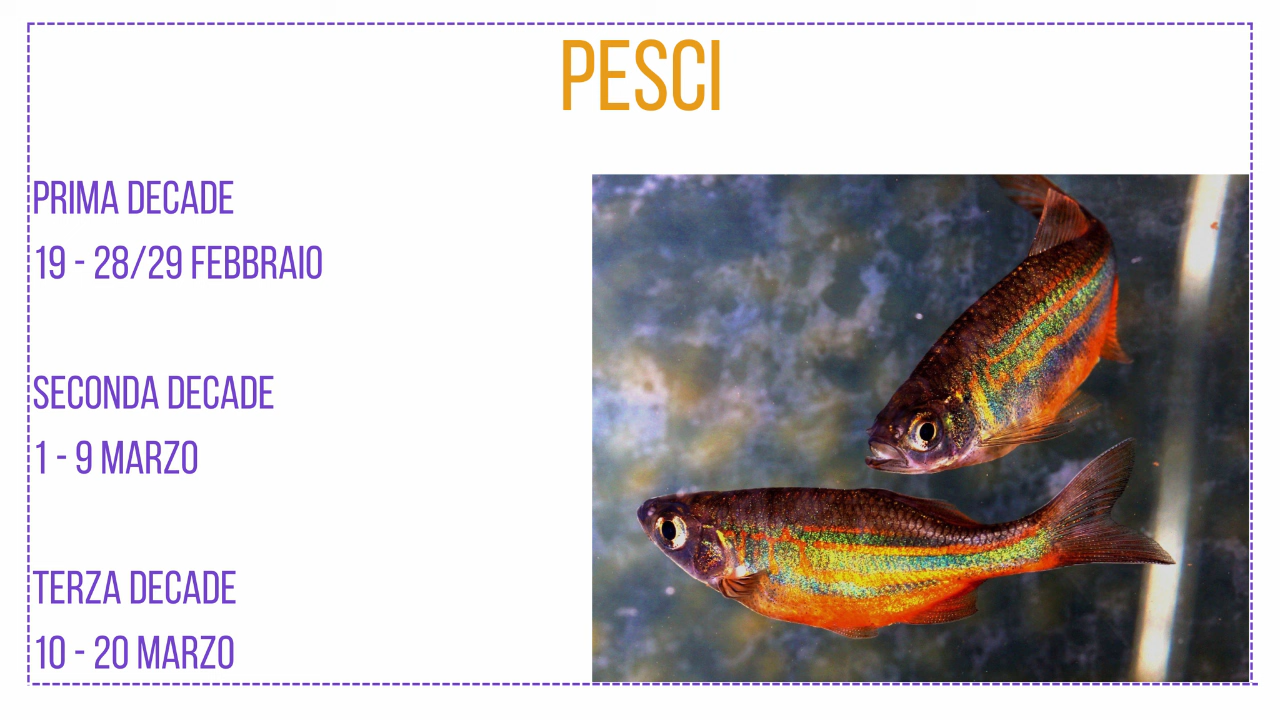 PESCI
PRIMA DECADE
19 - 28/29 FEBBRAIO
SECONDA DECADE
1 - 9 MARZO
TERZA DECADE
10 - 20 MARZO